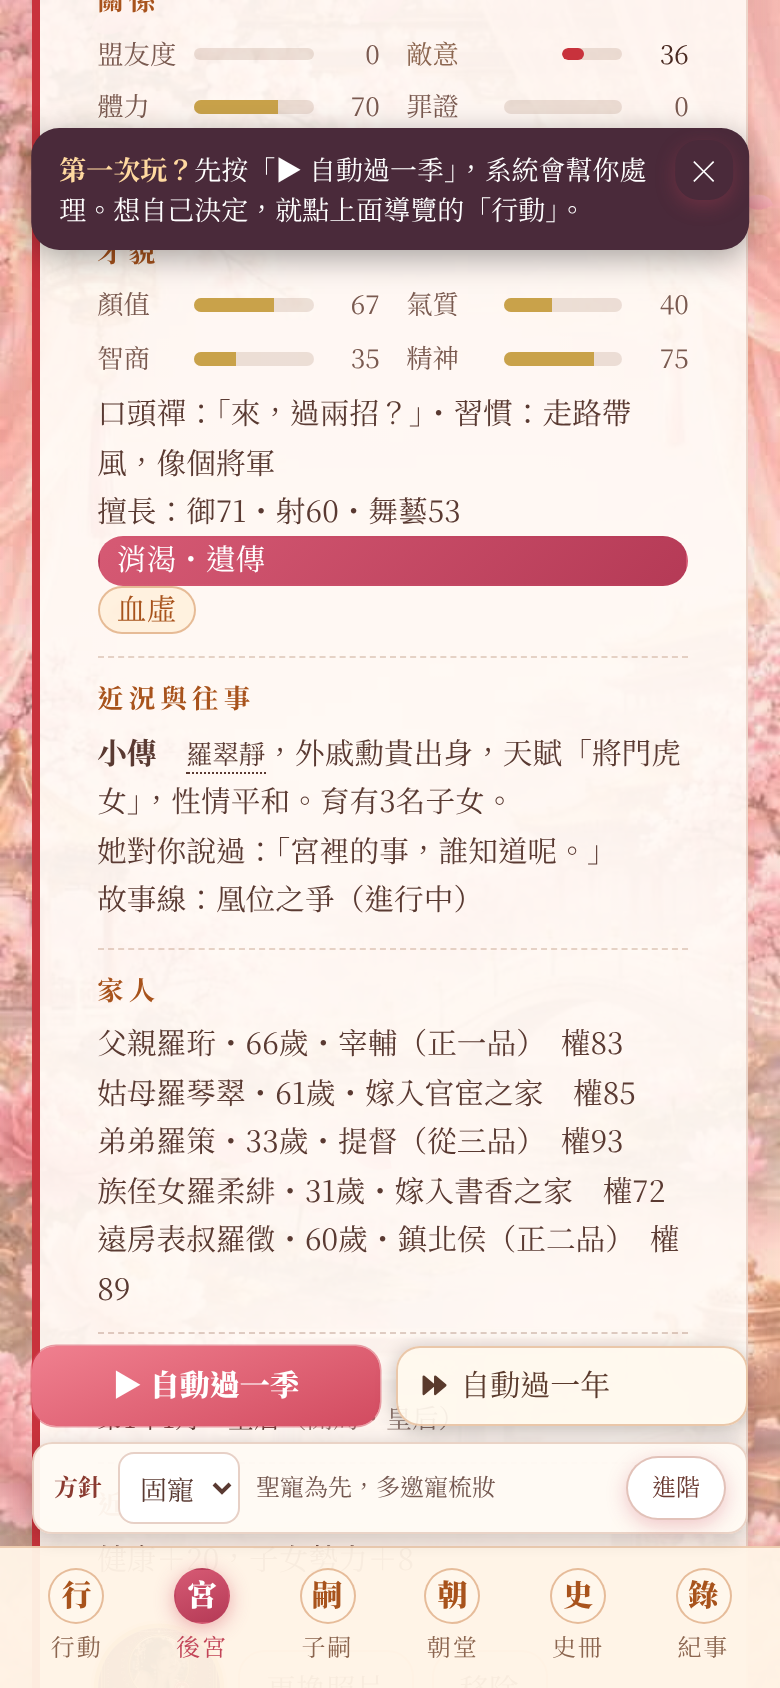 關係
盟友度 0 敵意 36
體力 70 罪證 0
第一次玩？先按「▶ 自動過一季」，系統會幫你處
理。想自己決定，就點上面導覽的「行動」。
才貌
顏值 67 氣質 40
智商 35 精神 75
口頭禪：「來，過兩招？」・習慣：走路帶
風，像個將軍
擅長：御71・射60・舞藝53
消渴・遺傳
血虛
近況與往事
小傳 羅翠靜，外戚勳貴出身，天賦「將門虎
女」，性情平和。育有3名子女。
她對你說過：「宮裡的事，誰知道呢。」
故事線：凰位之爭（進行中）
家人
父親羅珩・66歲・宰輔（正一品） 權83
姑母羅琴翠・61歲・嫁入官宦之家 權85
弟弟羅策・33歲・提督（從三品） 權93
族侄女羅柔緋・31歲・嫁入書香之家 權72
遠房表叔羅徵・60歲・鎮北侯（正二品） 權
89
▶ 自動過一季
自動過一年
皇后）
方針 固寵 聖寵為先，多邀寵梳妝 進階
健康＋20，子女勢力＋8
行 宮 嗣 朝 史 錄
行動 後宮 子嗣 朝堂 史冊 紀事